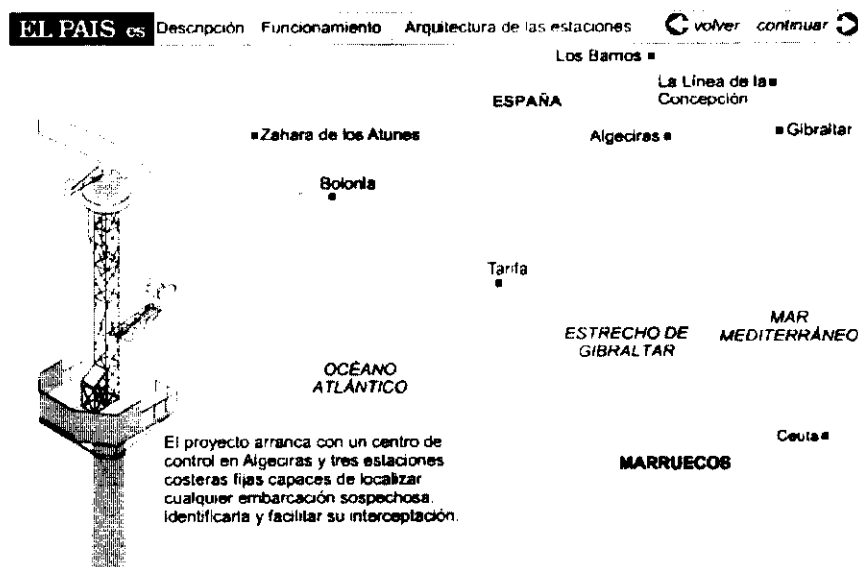 EL PAIS es Descripción Funcionamiento Arquitectura de las estaciones volver continuar
Los Barrios
La Línea de la
Concepción
ESPAÑA
Zahara de los Atunes
Algeciras
Gibraltar
Bolonia
Tarifa
ESTRECHO DE
GIBRALTAR
MAR
MEDITERRÁNEO
OCÉANO
ATLÁNTICO
El proyecto arranca con un centro de
control en Algeciras y tres estaciones
costeras fijas capaces de localizar
cualquier embarcación sospechosa,
identificarla y facilitar su interceptación.
Ceuta
MARRUECOS